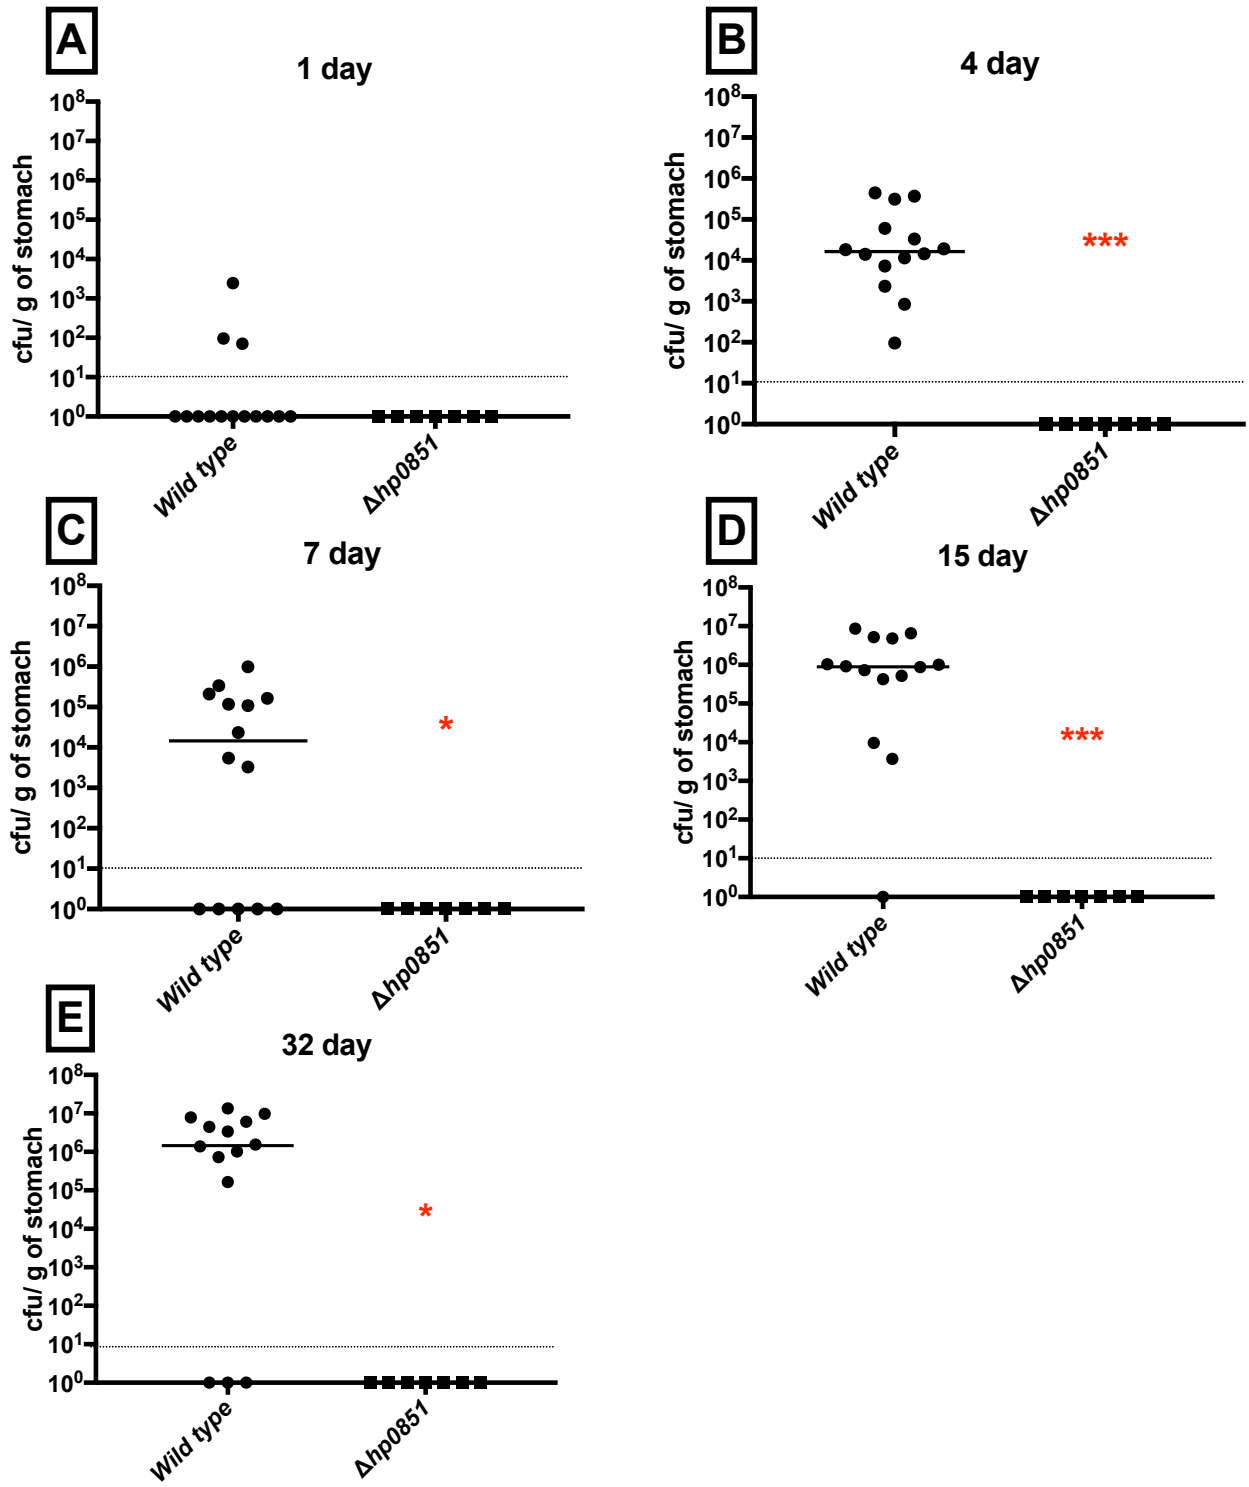 A
1 day
cfu/ g of stomach
10⁸
10⁷
10⁶
10⁵
10⁴
10³
10²
10¹
10⁰
Wild type
Δhp0851
B
4 day
cfu/ g of stomach
10⁸
10⁷
10⁶
10⁵
10⁴
10³
10²
10¹
10⁰
***
Wild type
Δhp0851
C
7 day
cfu/ g of stomach
10⁸
10⁷
10⁶
10⁵
10⁴
10³
10²
10¹
10⁰
*
Wild type
Δhp0851
D
15 day
cfu/ g of stomach
10⁸
10⁷
10⁶
10⁵
10⁴
10³
10²
10¹
10⁰
***
Wild type
Δhp0851
E
32 day
cfu/ g of stomach
10⁸
10⁷
10⁶
10⁵
10⁴
10³
10²
10¹
10⁰
*
Wild type
Δhp0851